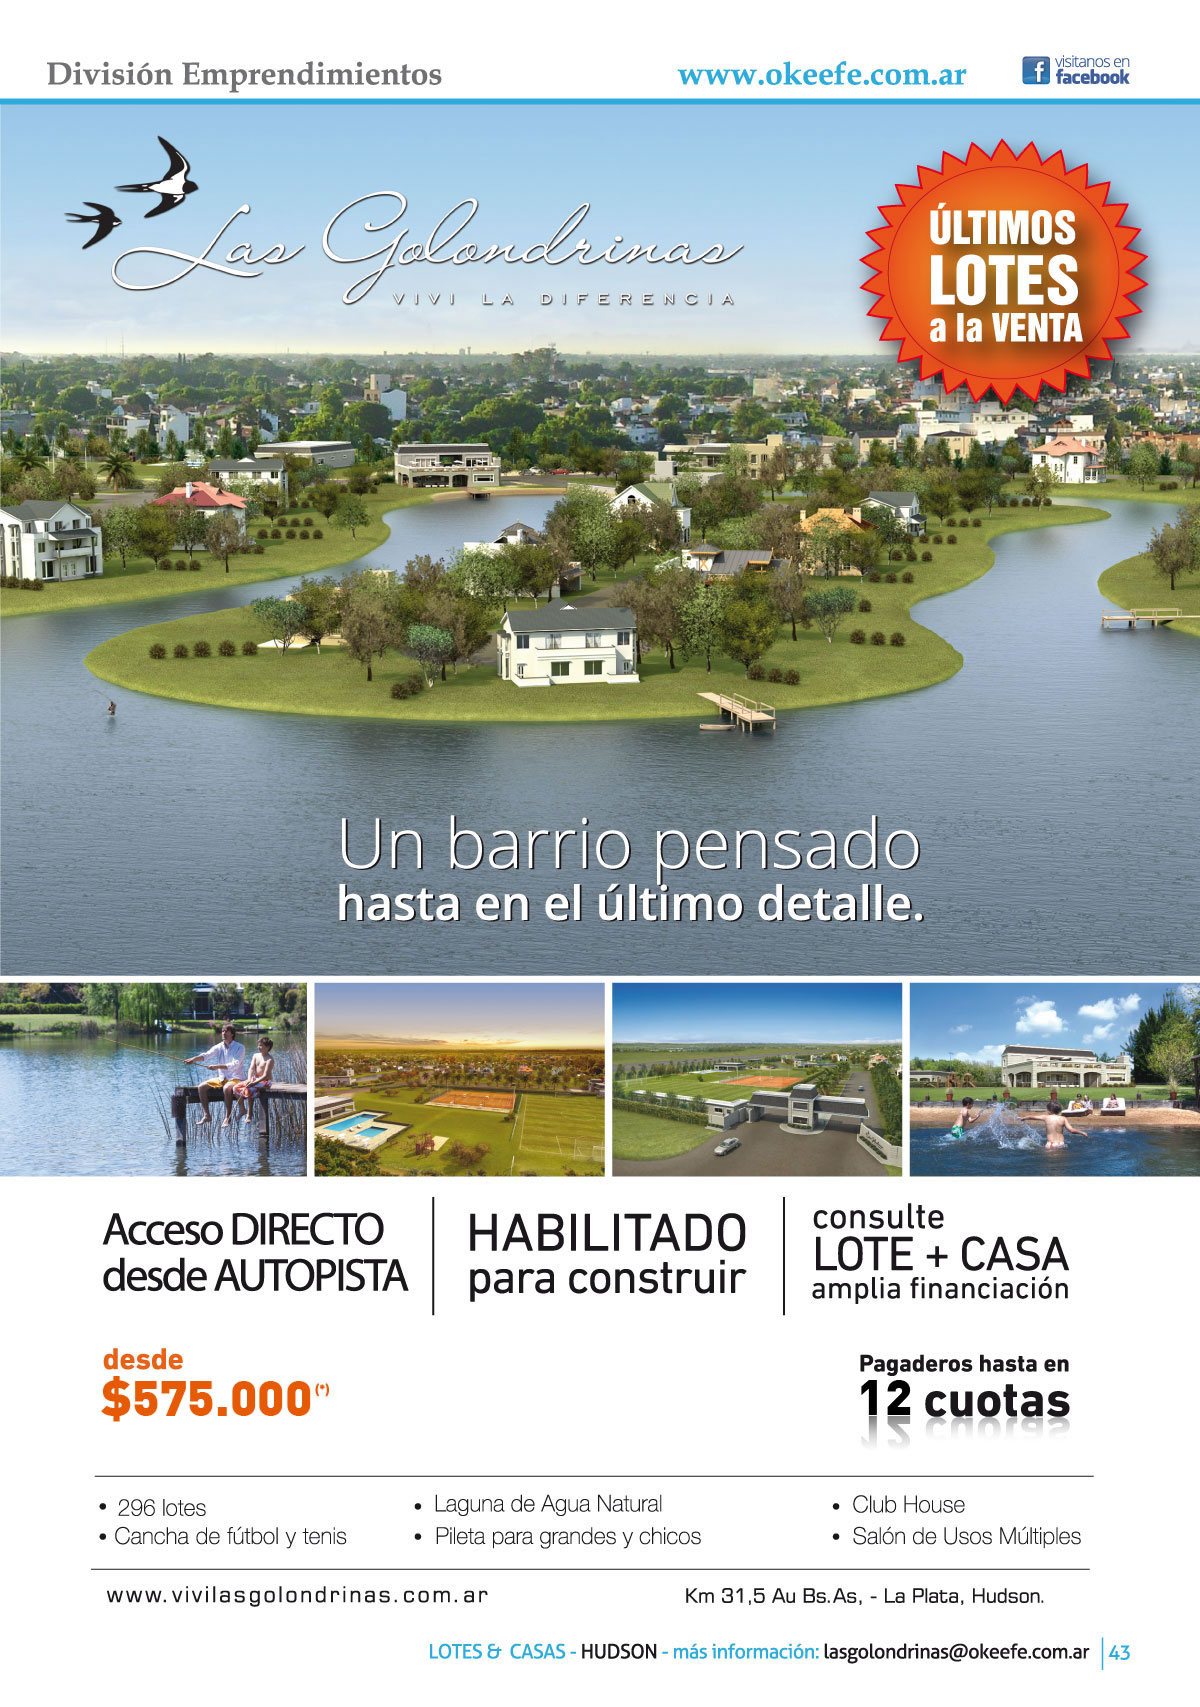 División Emprendimientos
www.okeefe.com.ar
visitanos en
facebook
Las Golondrinas
VIVI LA DIFERENCIA
ÚLTIMOS
LOTES
a la VENTA
Un barrio pensado
hasta en el último detalle.
Acceso DIRECTO
desde AUTOPISTA
HABILITADO
para construir
consulte
LOTE + CASA
amplia financiación
desde
$575.000(*)
Pagaderos hasta en
12 cuotas
• 296 lotes
• Cancha de fútbol y tenis
• Laguna de Agua Natural
• Pileta para grandes y chicos
• Club House
• Salón de Usos Múltiples
www.vivilasgolondrinas.com.ar
Km 31,5 Au Bs.As, - La Plata, Hudson.
LOTES & CASAS - HUDSON - más información: lasgolondrinas@okeefe.com.ar 43